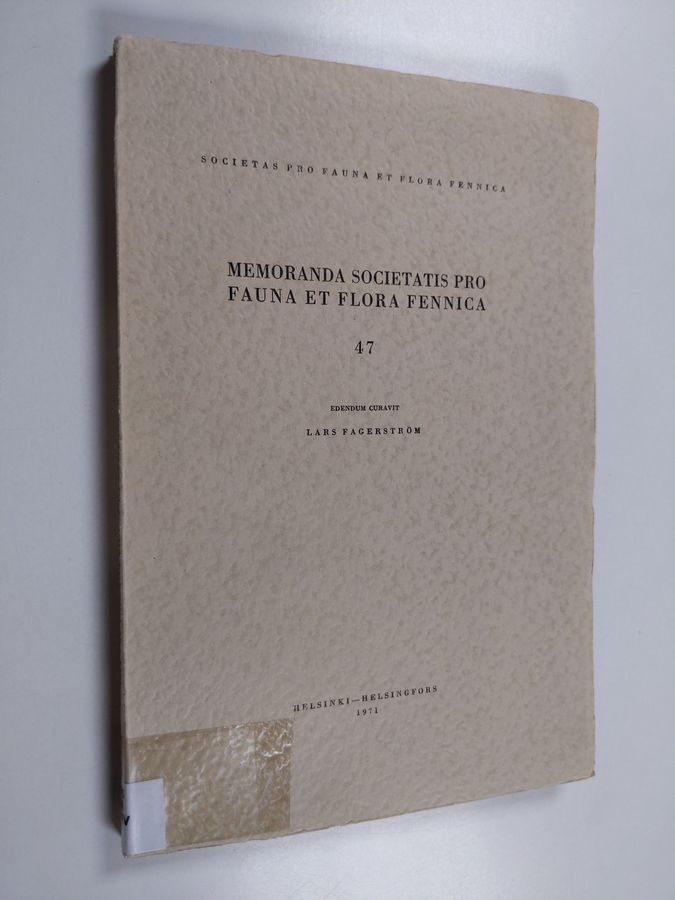 SOCIETAS PRO FAUNA ET FLORA FENNICA
MEMORANDA SOCIETATIS PRO
FAUNA ET FLORA FENNICA
47
EDENDUM CURAVIT
LARS FAGERSTRÖM
HELSINKI—HELSINGFORS
1971